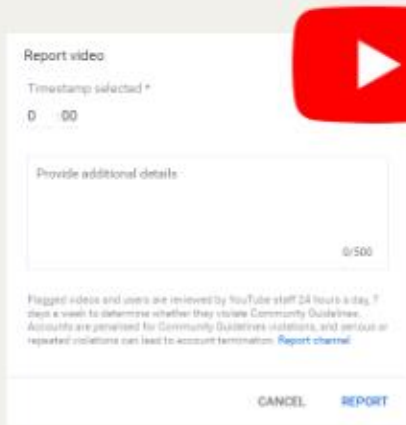 Report video
Timestamp selected *
0 00
Provide additional details
0/500
Flagged videos and users are reviewed by YouTube staff 24 hours a day, 7
days a week to determine whether they violate Community Guidelines.
Accounts are penalised for Community Guidelines violations, and serious or
repeated violations can lead to account termination. Report channel
CANCEL REPORT